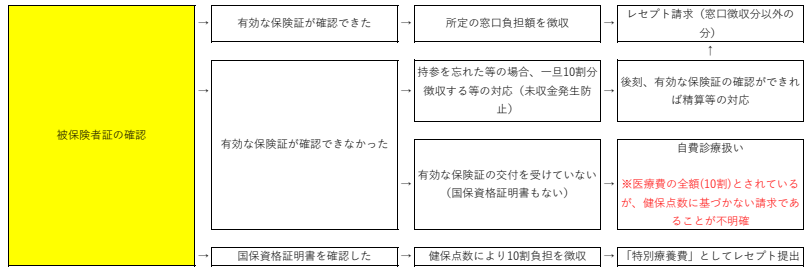 被保険者証の確認
→
有効な保険証が確認できた
→
所定の窓口負担額を徴収
→
レセプト請求（窓口徴収分以外の
分）
↑
→
有効な保険証が確認できなかった
→
持参を忘れた等の場合、一旦10割分
徴収する等の対応（未収金発生防
止）
→
後刻、有効な保険証の確認ができれ
ば精算等の対応
→
有効な保険証の交付を受けていない
（国保資格証明書もない）
→
自費診療扱い
※医療費の全額(10割)とされている
が、健保点数に基づかない請求であ
ることが不明確
→
国保資格証明書を確認した
→
健保点数により10割負担を徴収
→
「特別療養費」としてレセプト提出